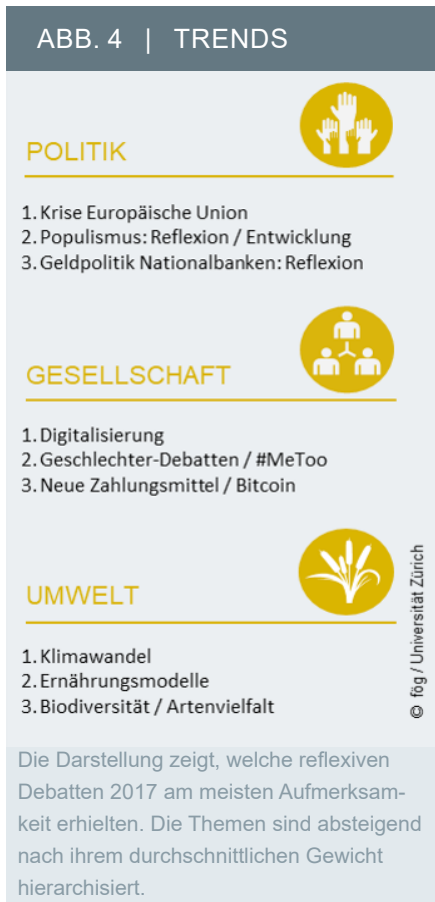 ABB. 4 | TRENDS
POLITIK
1. Krise Europäische Union
2. Populismus: Reflexion / Entwicklung
3. Geldpolitik Nationalbanken: Reflexion
GESELLSCHAFT
1. Digitalisierung
2. Geschlechter-Debatten / #MeToo
3. Neue Zahlungsmittel / Bitcoin
UMWELT
1. Klimawandel
2. Ernährungsmodelle
3. Biodiversität / Artenvielfalt
© fög / Universität Zürich
Die Darstellung zeigt, welche reflexiven
Debatten 2017 am meisten Aufmerksam-
keit erhielten. Die Themen sind absteigend
nach ihrem durchschnittlichen Gewicht
hierarchisiert.